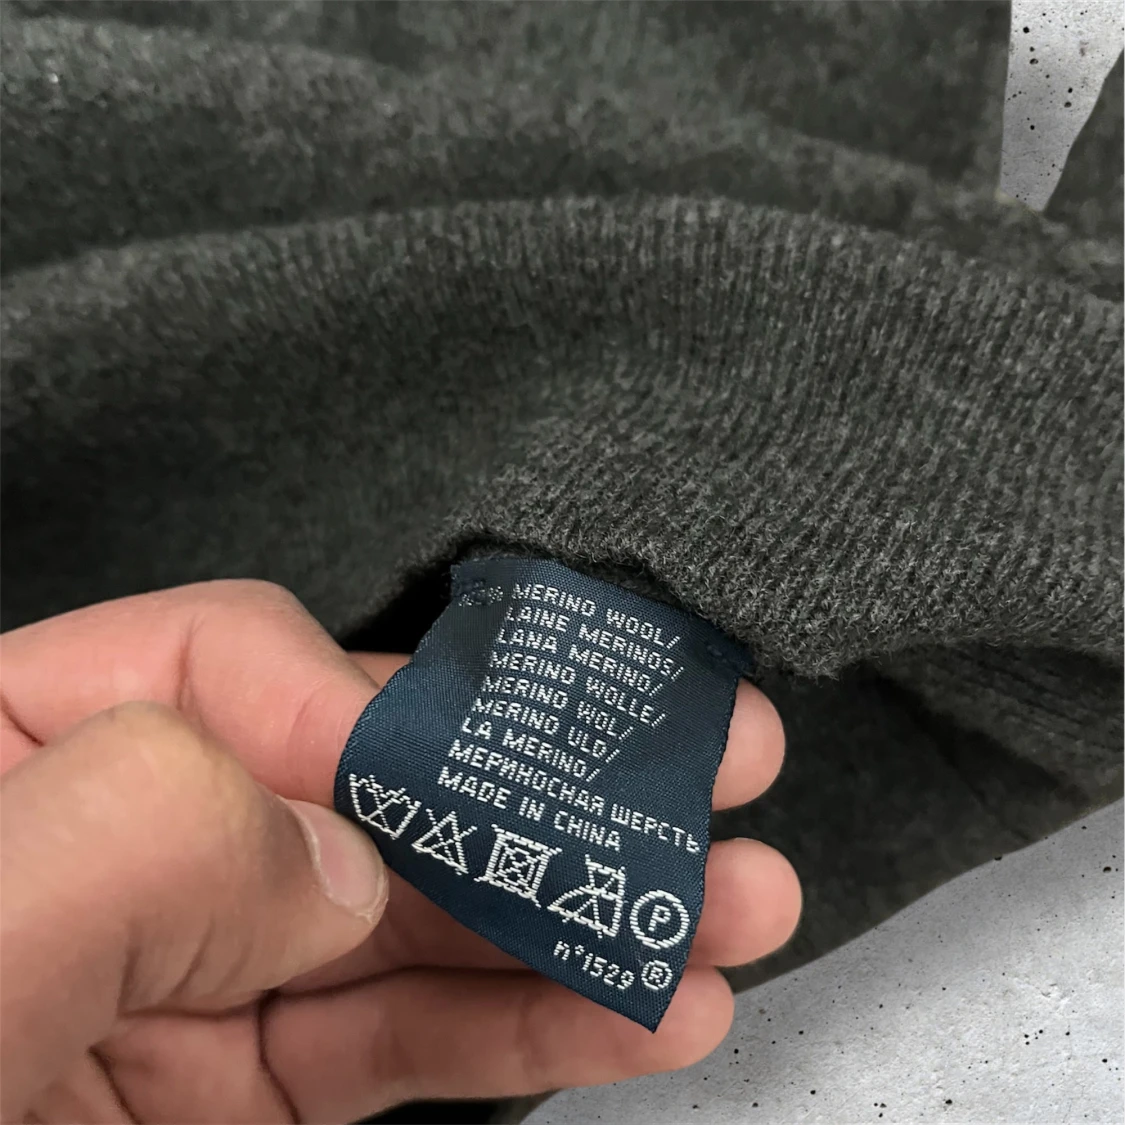 MERINO WOOL/
LAINE MERINOS/
LANA MERINO/
MERINO WOLLE/
MERINO WOL/
MERINO ULD/
LA MERINO/
МЕРИНОСНАЯ ШЕРСТЬ
MADE IN CHINA
P
n°1529 ®